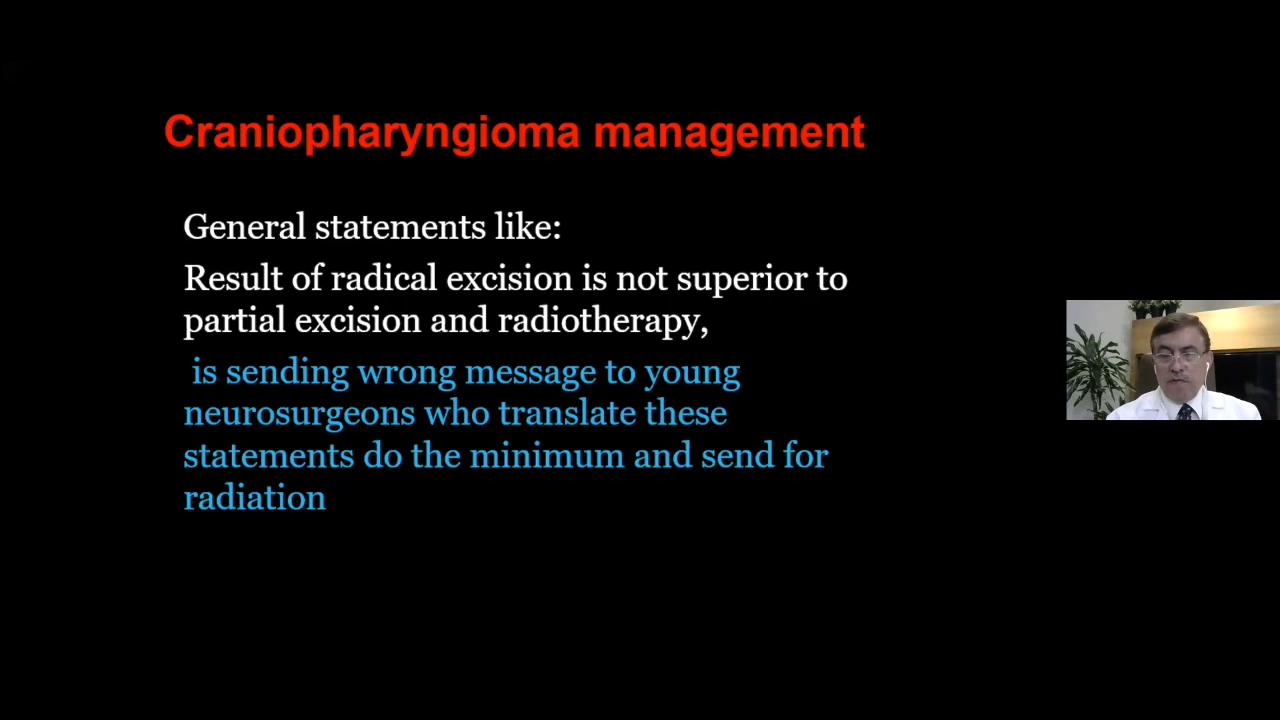 Craniopharyngioma management
General statements like:
Result of radical excision is not superior to
partial excision and radiotherapy,
is sending wrong message to young
neurosurgeons who translate these
statements do the minimum and send for
radiation